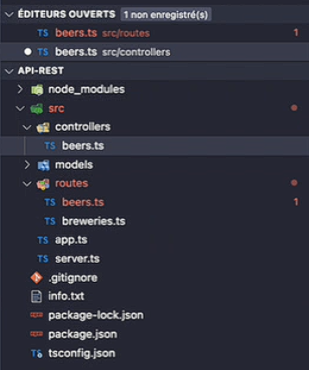 ÉDITEURS OUVERTS 1 non enregistré(s)
TS beers.ts src/routes 1
TS beers.ts src/controllers
API-REST
node_modules
src
controllers
TS beers.ts
models
routes
TS beers.ts 1
TS breweries.ts
TS app.ts
TS server.ts
.gitignore
info.txt
package-lock.json
package.json
TS tsconfig.json